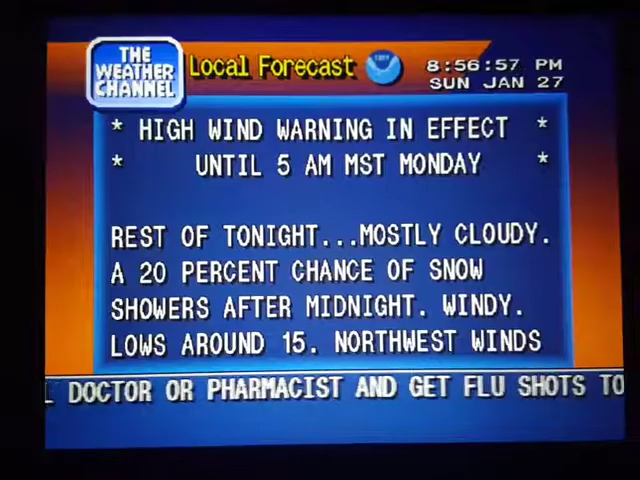 THE
WEATHER
CHANNEL
Local Forecast
8:56:57 PM
SUN JAN 27
* HIGH WIND WARNING IN EFFECT *
* UNTIL 5 AM MST MONDAY *
REST OF TONIGHT...MOSTLY CLOUDY.
A 20 PERCENT CHANCE OF SNOW
SHOWERS AFTER MIDNIGHT. WINDY.
LOWS AROUND 15. NORTHWEST WINDS
DOCTOR OR PHARMACIST AND GET FLU SHOTS TO